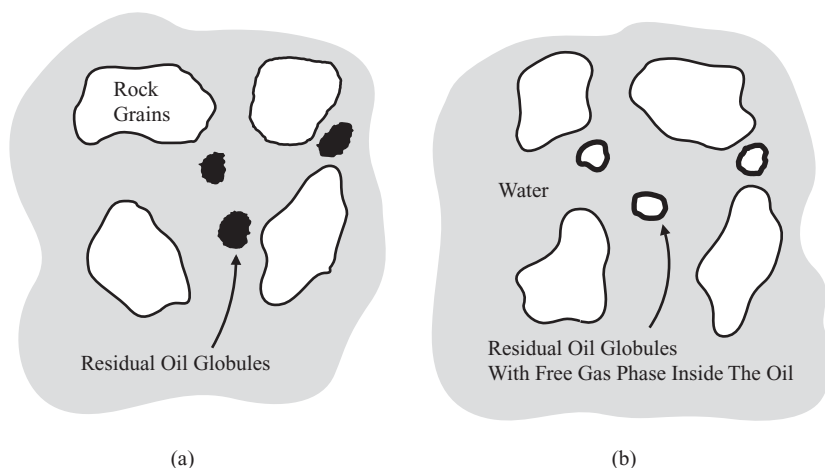 Rock
Grains
Residual Oil Globules
(a)
Water
Residual Oil Globules
With Free Gas Phase Inside The Oil
(b)